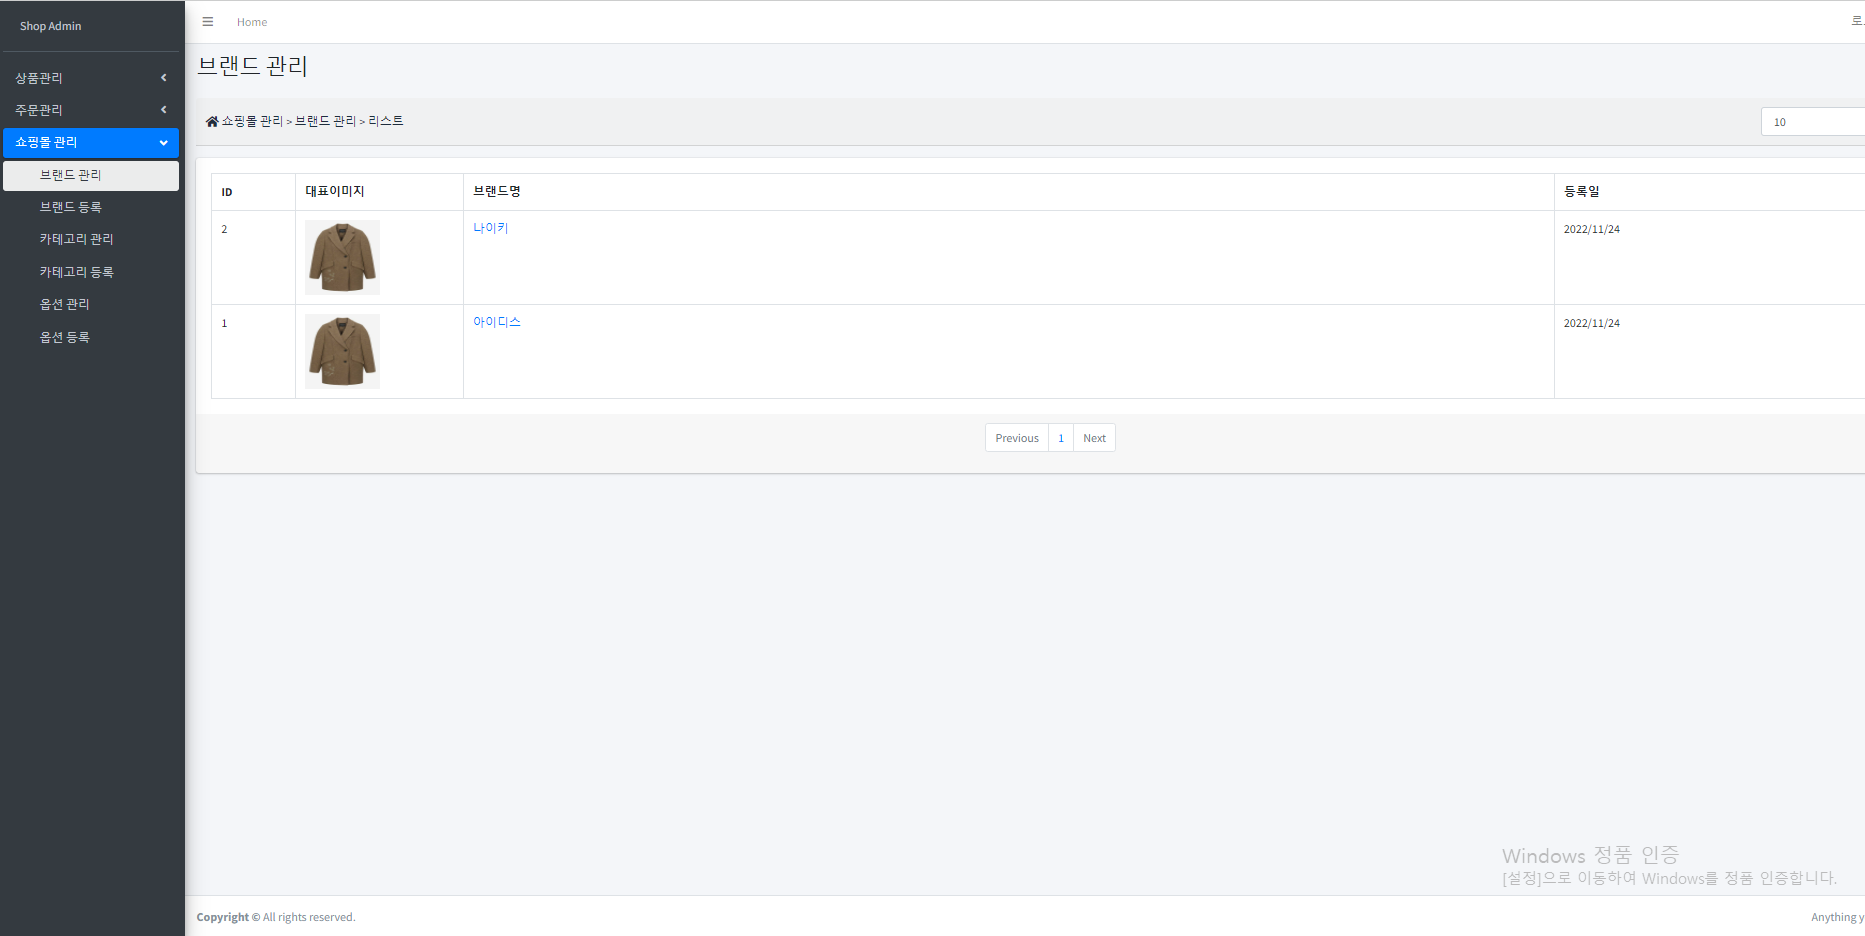 Shop Admin
Home
로
상품관리
주문관리
쇼핑몰 관리
브랜드 관리
브랜드 등록
카테고리 관리
카테고리 등록
옵션 관리
옵션 등록
브랜드 관리
쇼핑몰 관리 > 브랜드 관리 > 리스트
10
ID 대표이미지 브랜드명 등록일
2 나이키 2022/11/24
1 아이디스 2022/11/24
Previous 1 Next
Windows 정품 인증
[설정]으로 이동하여 Windows를 정품 인증합니다.
Copyright © All rights reserved.
Anything y